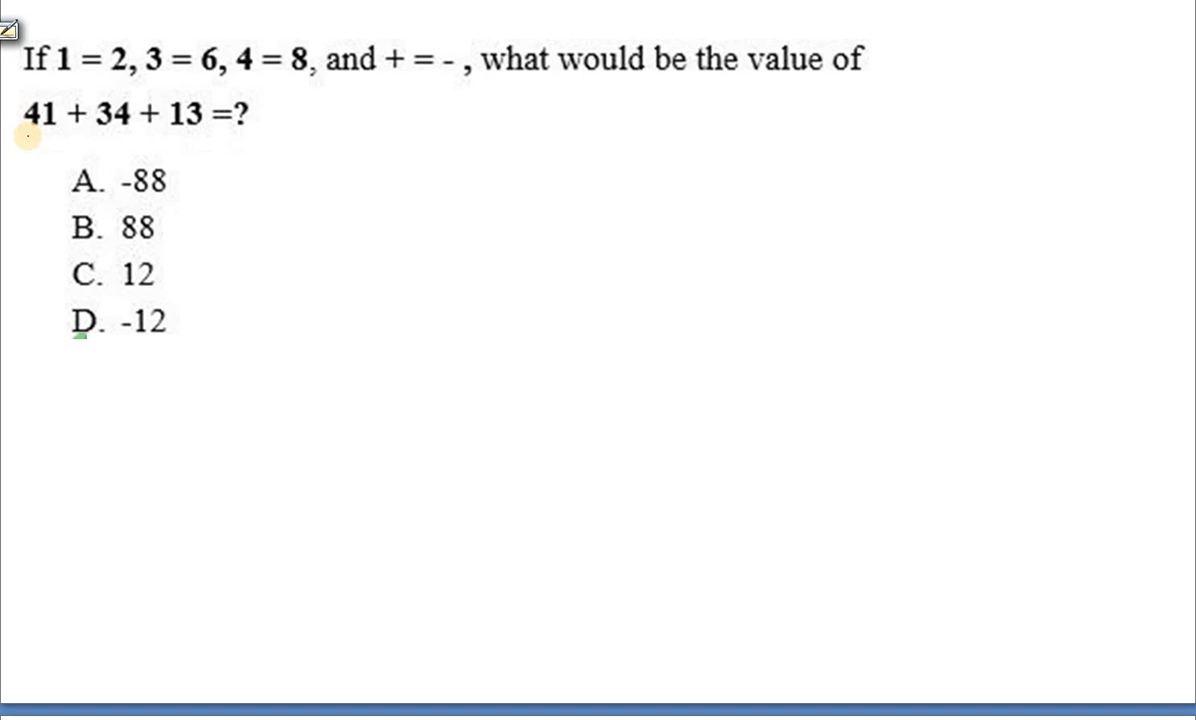 If 1 = 2, 3 = 6, 4 = 8, and + = - , what would be the value of
41 + 34 + 13 =?
A. -88
B. 88
C. 12
D. -12